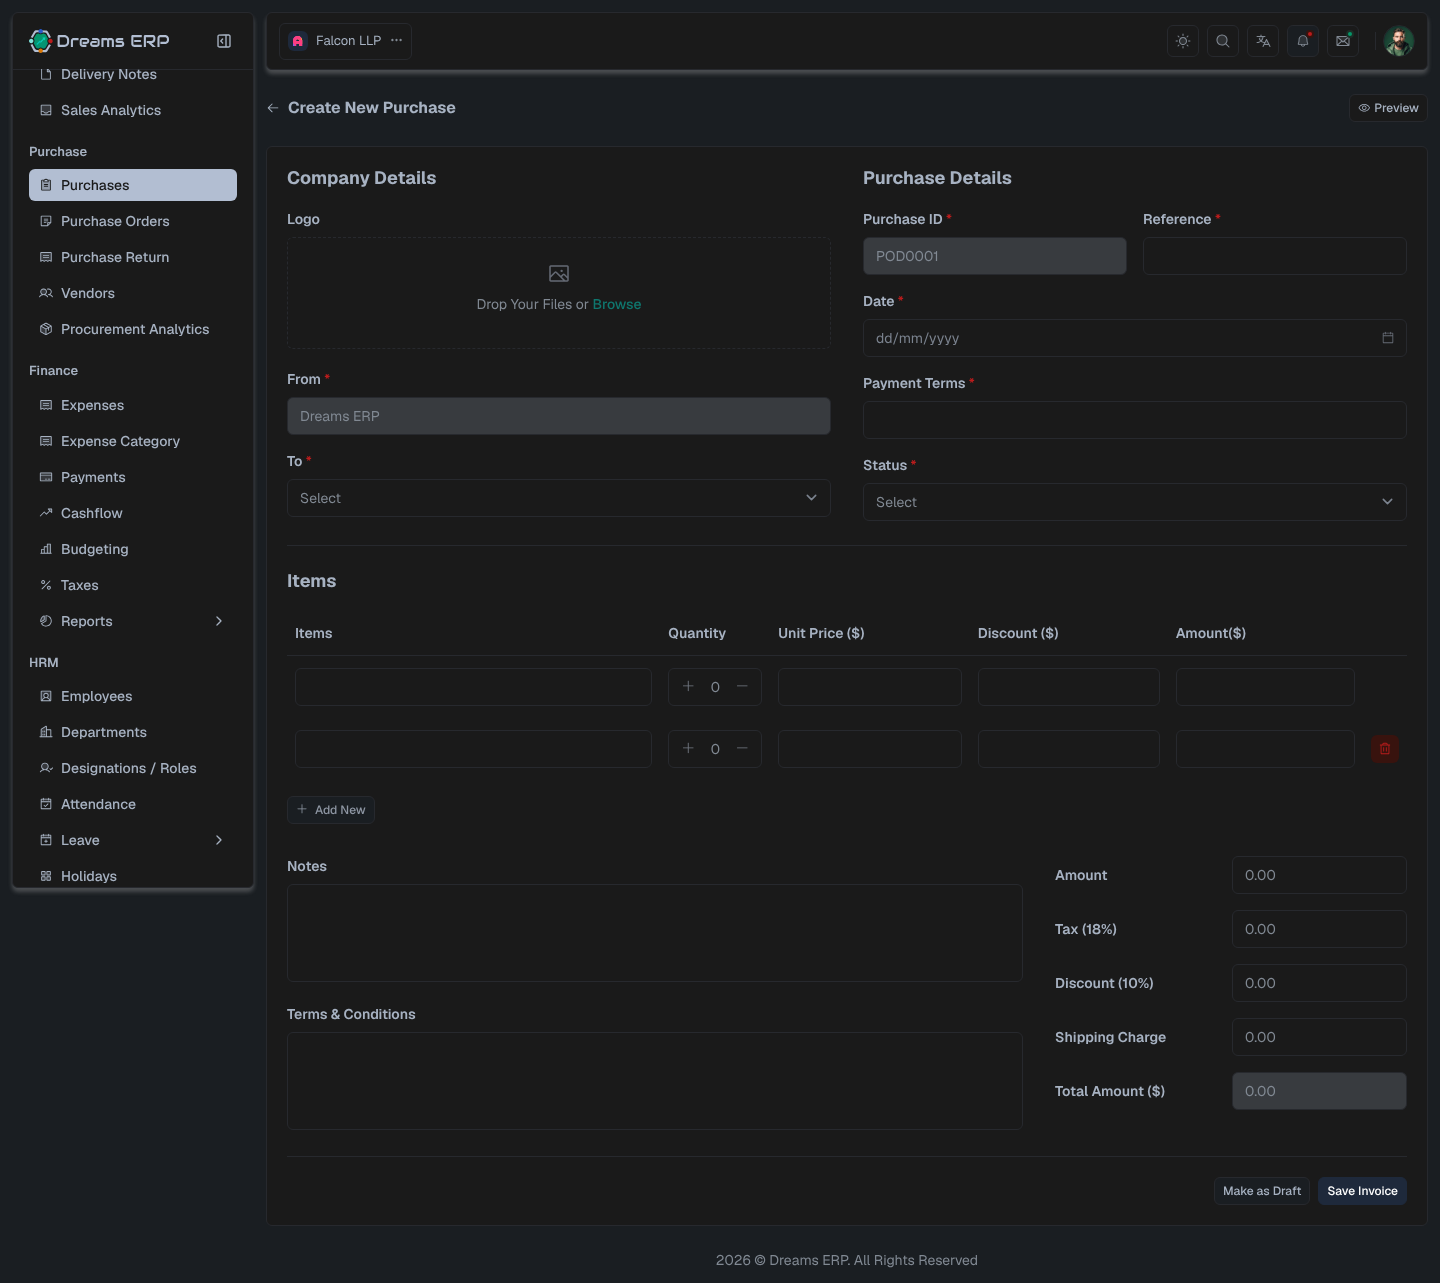 Dreams ERP
Delivery Notes
Sales Analytics
Purchase
Purchases
Purchase Orders
Purchase Return
Vendors
Procurement Analytics
Finance
Expenses
Expense Category
Payments
Cashflow
Budgeting
Taxes
Reports
HRM
Employees
Departments
Designations / Roles
Attendance
Leave
Holidays
Falcon LLP ···
Create New Purchase
Preview
Company Details
Logo
Drop Your Files or Browse
From *
Dreams ERP
To *
Select
Purchase Details
Purchase ID *
POD0001
Reference *
Date *
dd/mm/yyyy
Payment Terms *
Status *
Select
Items
Items Quantity Unit Price ($) Discount ($) Amount($)
+ 0 −
+ 0 −
+ Add New
Notes
Terms & Conditions
Amount 0.00
Tax (18%) 0.00
Discount (10%) 0.00
Shipping Charge 0.00
Total Amount ($) 0.00
Make as Draft Save Invoice
2026 © Dreams ERP. All Rights Reserved